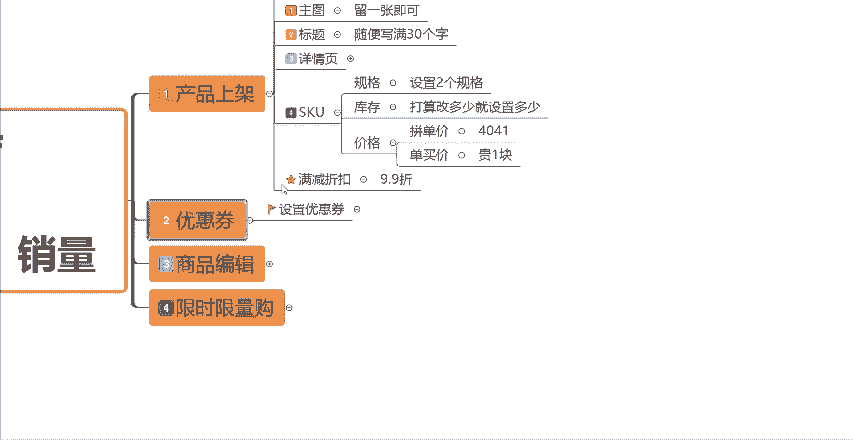 1 主图 留一张即可
2 标题 随便写满30个字
3 详情页
规格 设置2个规格
1 产品上架
4 SKU
库存 打算改多少就设置多少
拼单价 4041
价格
单买价 贵1块
满减折扣 9.9折
2 优惠券
设置优惠券
销量
3 商品编辑
4 限时限量购